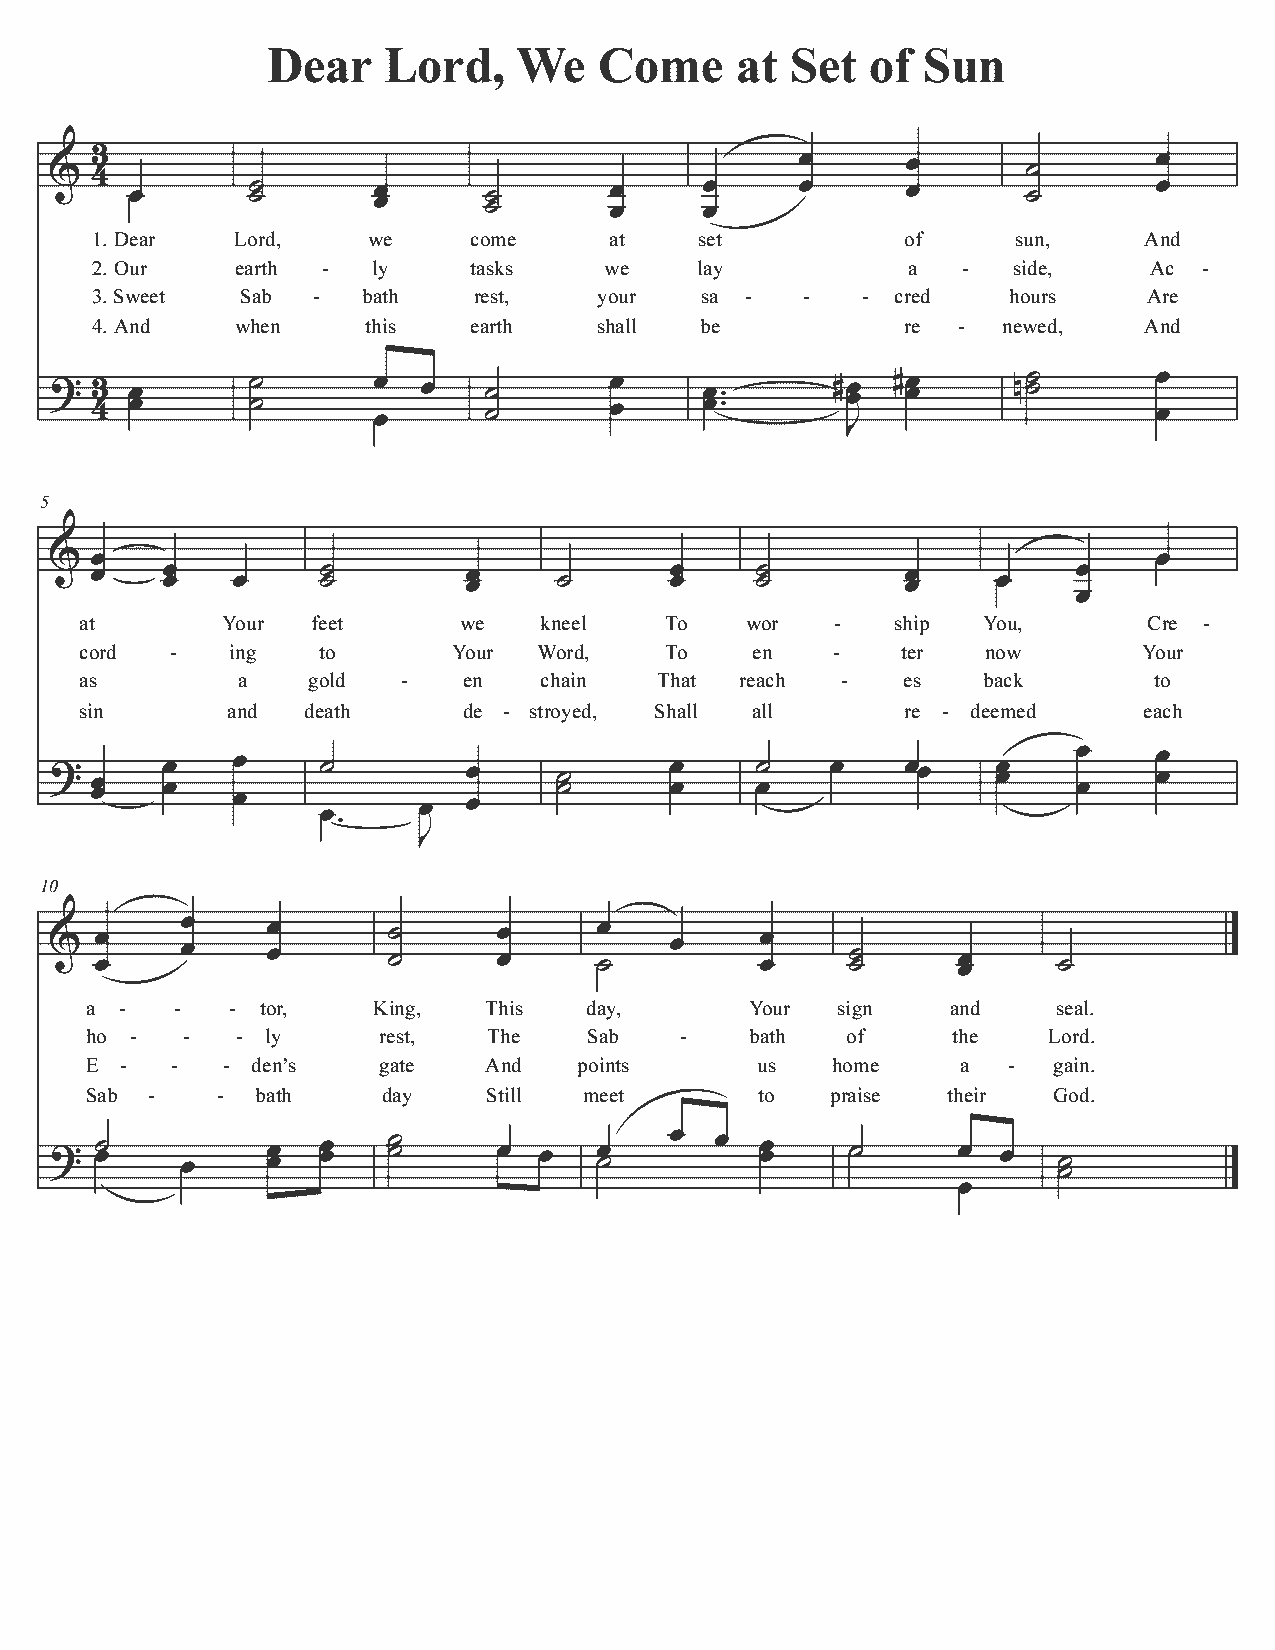 Dear Lord, We Come at Set of Sun
3
4
1. Dear Lord, we come at set of sun, And
2. Our earth - ly tasks we lay a - side, Ac -
3. Sweet Sab - bath rest, your sa - - - cred hours Are
4. And when this earth shall be re - newed, And
3
4
5
at Your feet we kneel To wor - ship You, Cre -
cord - ing to Your Word, To en - ter now Your
as a gold - en chain That reach - es back to
sin and death de - stroyed, Shall all re - deemed each
10
a - - - tor, King, This day, Your sign and seal.
ho - - - ly rest, The Sab - bath of the Lord.
E - - - den's gate And points us home a - gain.
Sab - - bath day Still meet to praise their God.